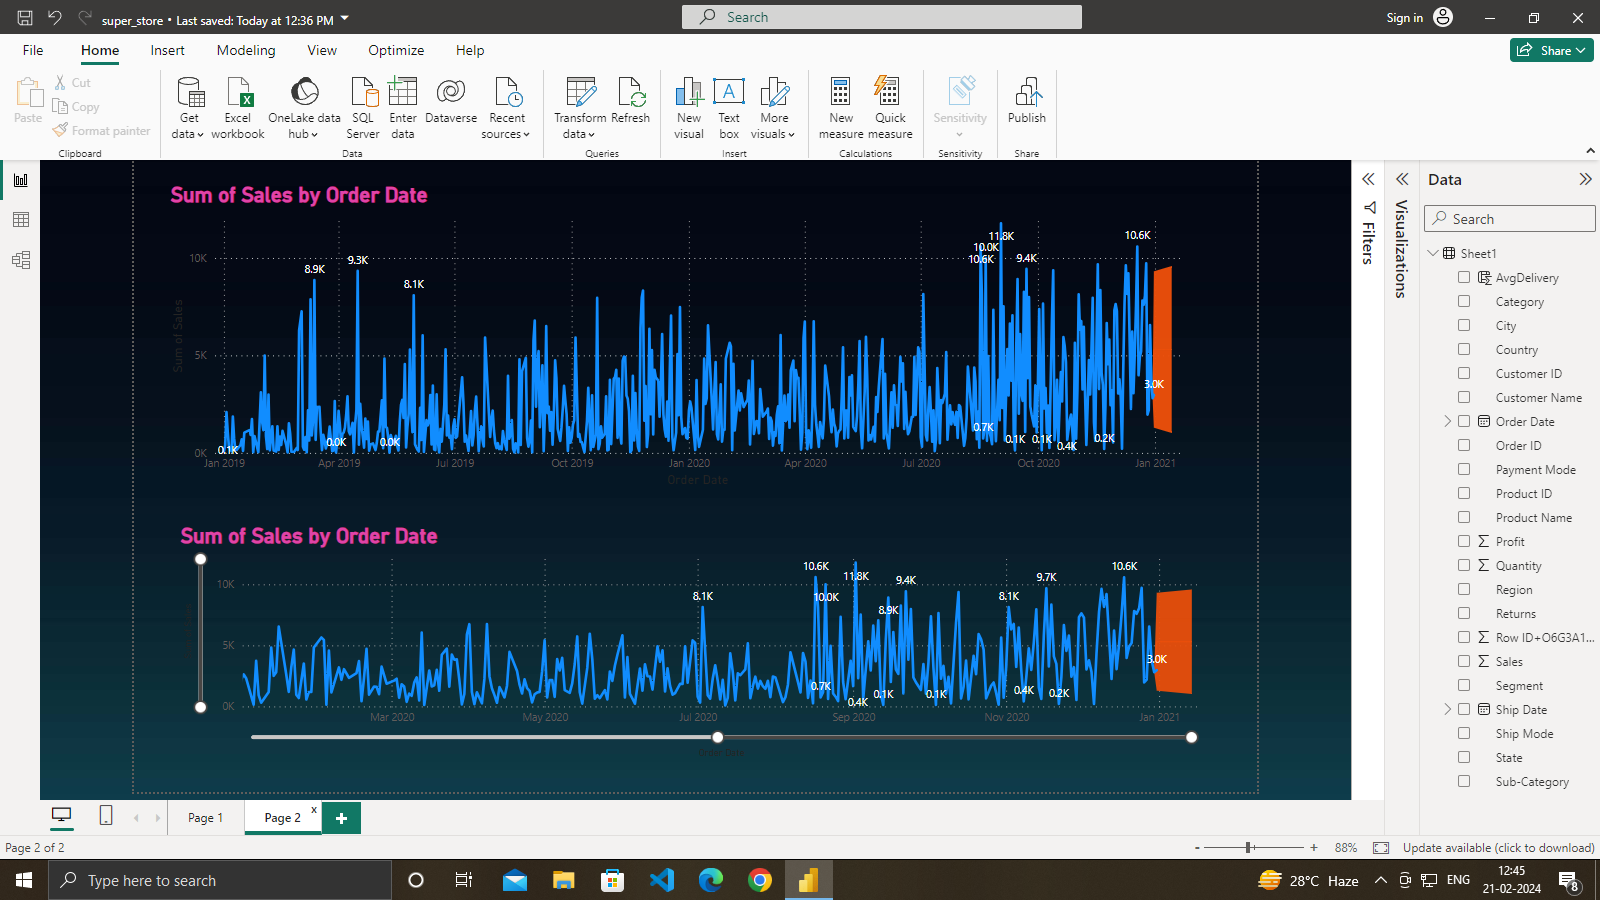 super_store • Last saved: Today at 12:36 PM
Search
Sign in
File Home Insert Modeling View Optimize Help
Share
Paste
Cut
Copy
Format painter
Get data
Excel workbook
OneLake data hub
SQL Server
Enter data
Dataverse
Recent sources
Transform data
Refresh
New visual
Text box
More visuals
New measure
Quick measure
Sensitivity
Publish
Clipboard Data Queries Insert Calculations Sensitivity Share
Sum of Sales by Order Date
Sum of Sales
10K
5K
0K
0.1K
8.9K
0.0K
9.3K
0.0K
8.1K
10.6K
10.0K
11.8K
9.4K
10.6K
3.0K
0.7K
0.1K
0.1K
0.4K
0.2K
Jan 2019 Apr 2019 Jul 2019 Oct 2019 Jan 2020 Apr 2020 Jul 2020 Oct 2020 Jan 2021
Order Date
Sum of Sales by Order Date
10K
5K
0K
8.1K
10.6K
10.0K
11.8K
8.9K
9.4K
8.1K
9.7K
10.6K
3.0K
0.7K
0.4K
0.1K
0.1K
0.4K
0.2K
Mar 2020 May 2020 Jul 2020 Sep 2020 Nov 2020 Jan 2021
Filters
Visualizations
Data
Search
Sheet1
AvgDelivery
Category
City
Country
Customer ID
Customer Name
Order Date
Order ID
Payment Mode
Product ID
Product Name
Profit
Quantity
Region
Returns
Row ID+O6G3A1...
Sales
Segment
Ship Date
Ship Mode
State
Sub-Category
Page 1
Page 2
x
Page 2 of 2
- + 88%
Update available (click to download)
Type here to search
28°C Haze
ENG
12:45
21-02-2024
8